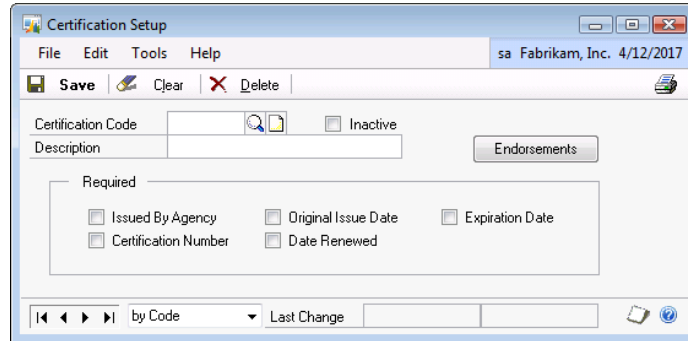 Certification Setup
File Edit Tools Help sa Fabrikam, Inc. 4/12/2017
Save Clear Delete
Certification Code Inactive
Description Endorsements
Required
Issued By Agency Original Issue Date Expiration Date
Certification Number Date Renewed
by Code Last Change